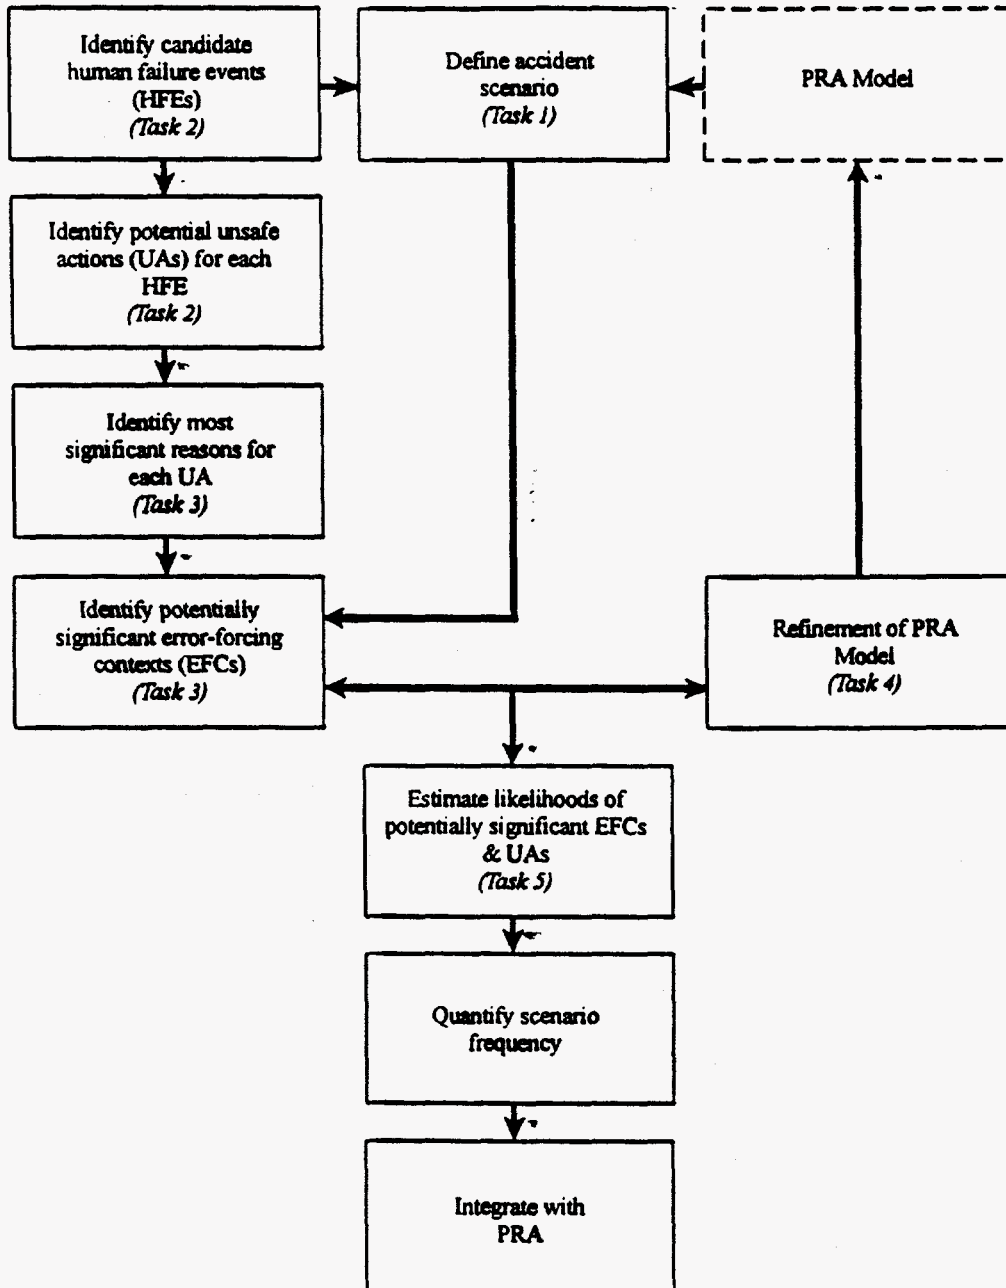 Identify candidate
human failure events
(HFEs)
(Task 2)
Define accident
scenario
(Task 1)
PRA Model
Identify potential unsafe
actions (UAs) for each
HFE
(Task 2)
Identify most
significant reasons for
each UA
(Task 3)
Identify potentially
significant error-forcing
contexts (EFCs)
(Task 3)
Refinement of PRA
Model
(Task 4)
Estimate likelihoods of
potentially significant EFCs
& UAs
(Task 5)
Quantify scenario
frequency
Integrate with
PRA